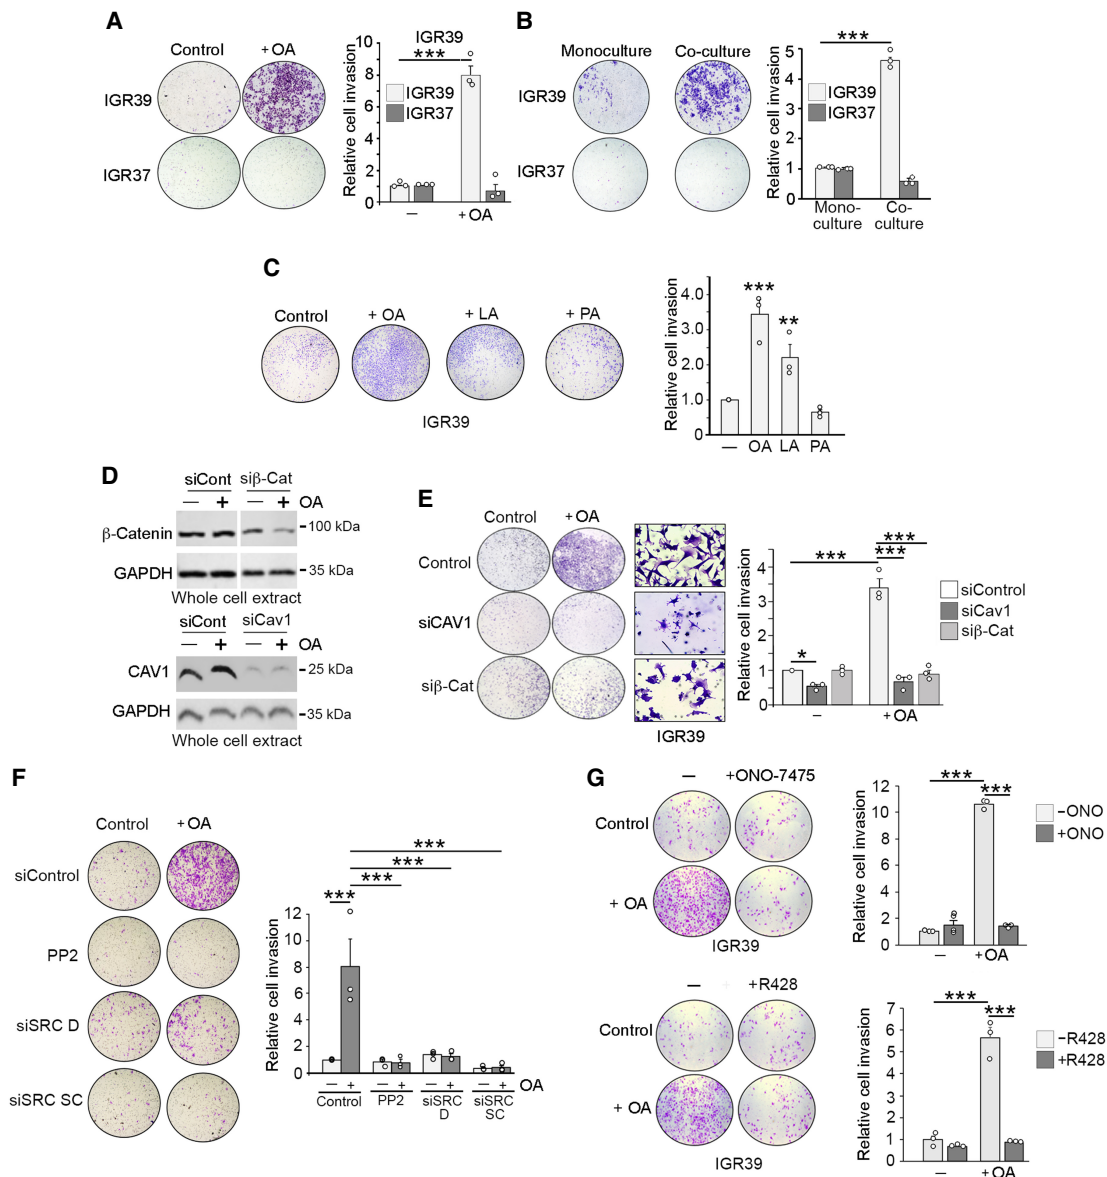 A
Control
+ OA
IGR39
IGR37
IGR39
***
Relative cell invasion
10
8
6
4
2
0
IGR39
IGR37
—
+ OA
B
Monoculture
Co-culture
IGR39
IGR37
***
Relative cell invasion
5
4
5
2
1
0
IGR39
IGR37
Mono-
culture
Co-
culture
C
Control
+ OA
+ LA
+ PA
IGR39
Relative cell invasion
4.0
3.0
2.0
1.0
0
***
**
—
OA
LA
PA
D
siCont
siβ-Cat
— + — + OA
β-Catenin
100 kDa
GAPDH
35 kDa
Whole cell extract
siCont
siCav1
— + — + OA
CAV1
25 kDa
GAPDH
35 kDa
Whole cell extract
E
Control
+ OA
Control
siCAV1
siβ-Cat
IGR39
Relative cell invasion
4
3
2
2
1
0
***
***
***
*
siControl
siCav1
siβ-Cat
–
+ OA
F
Control
+ OA
siControl
PP2
siSRC D
siSRC SC
***
***
***
***
Relative cell invasion
12
10
8
6
4
2
0
— + — + — + — + OA
Control
PP2
siSRC
D
siSRC
SC
G
—
+ONO-7475
Control
+ OA
IGR39
Relative cell invasion
12
10
8
6
4
2
0
***
***
–ONO
+ONO
–
+ OA
—
+R428
Control
+ OA
IGR39
Relative cell invasion
7
6
5
4
3
2
1
0
***
***
–R428
+R428
–
+ OA